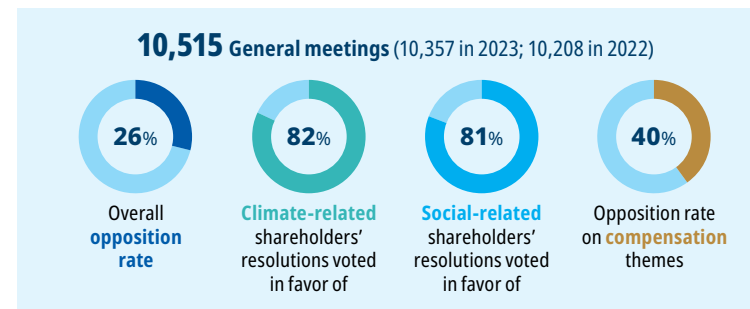 10,515 General meetings (10,357 in 2023; 10,208 in 2022)
26%
82%
81%
40%
Overall
opposition
rate
Climate-related
shareholders’
resolutions voted
in favor of
Social-related
shareholders’
resolutions voted
in favor of
Opposition rate
on compensation
themes